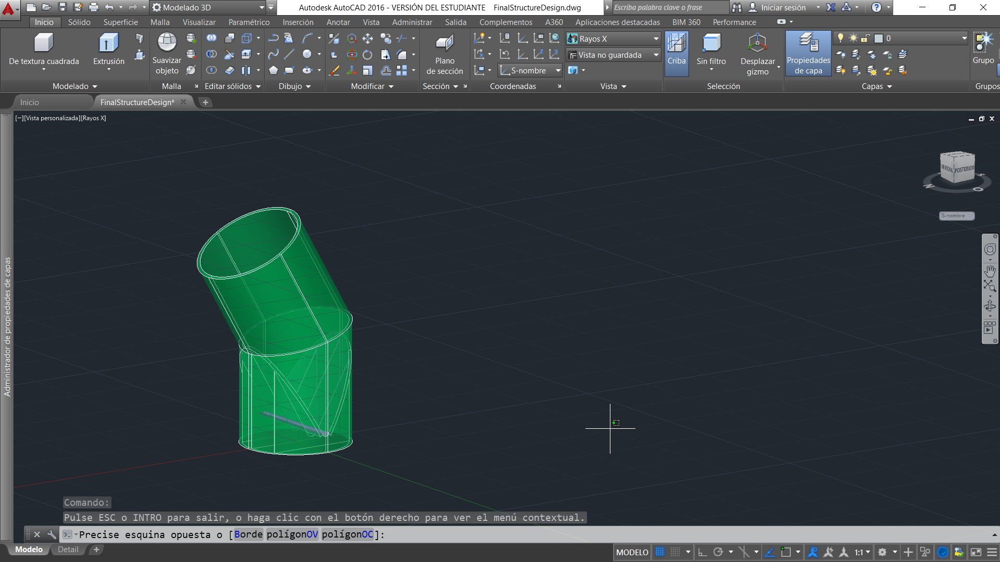 Modelado 3D
Autodesk AutoCAD 2016 - VERSIÓN DEL ESTUDIANTE FinalStructureDesign.dwg
Escriba palabra clave o frase
Iniciar sesión
Inicio Sólido Superficie Malla Visualizar Paramétrico Inserción Anotar Vista Administrar Salida Complementos A360 Aplicaciones destacadas BIM 360 Performance
De textura cuadrada
Extrusión
Suavizar
objeto
Plano
de sección
S-nombre
Rayos X
Vista no guardada
Criba
Sin filtro
Desplazar
gizmo
Propiedades
de capa
0
Grupo
Modelado Malla Editar sólidos Dibujo Modificar Sección Coordenadas Vista Selección Capas Grupos
Inicio FinalStructureDesign*
[−][Vista personalizada][Rayos X]
DERECHA POSTERIOR
N S O
S-nombre
Administrador de propiedades de capas
Comando:
Pulse ESC o INTRO para salir, o haga clic con el botón derecho para ver el menú contextual.
Precise esquina opuesta o [Borde polígonOV polígonOC]:
Modelo Detail
MODELO 1:1